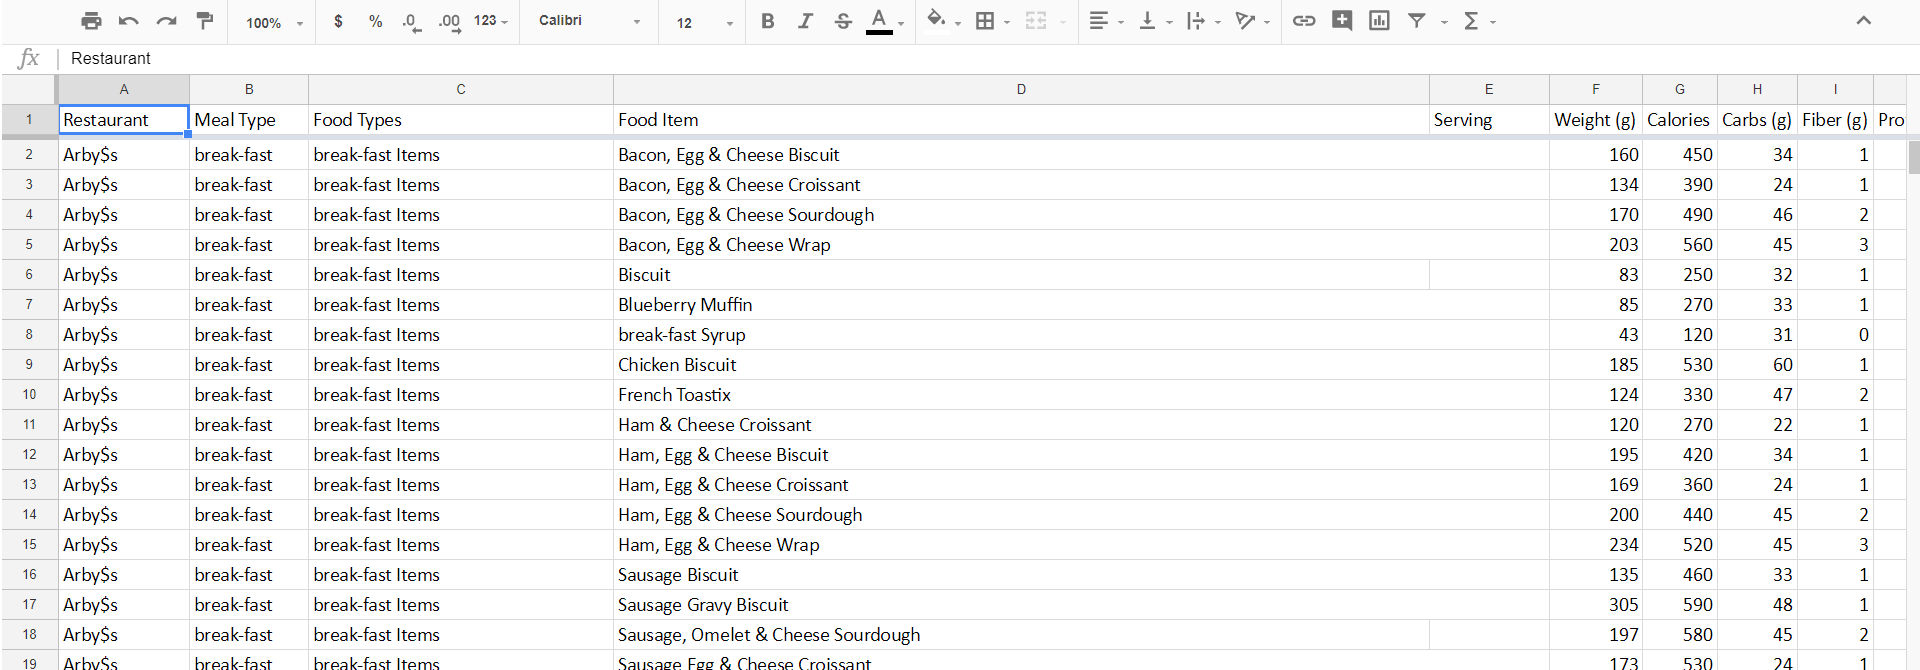 100% $ % .0 .00 123 Calibri 12 B I S A Σ
fx Restaurant
A B C D E F G H I
1 Restaurant Meal Type Food Types Food Item Serving Weight (g) Calories Carbs (g) Fiber (g) Pro
2 Arby$s break-fast break-fast Items Bacon, Egg & Cheese Biscuit 160 450 34 1
3 Arby$s break-fast break-fast Items Bacon, Egg & Cheese Croissant 134 390 24 1
4 Arby$s break-fast break-fast Items Bacon, Egg & Cheese Sourdough 170 490 46 2
5 Arby$s break-fast break-fast Items Bacon, Egg & Cheese Wrap 203 560 45 3
6 Arby$s break-fast break-fast Items Biscuit 83 250 32 1
7 Arby$s break-fast break-fast Items Blueberry Muffin 85 270 33 1
8 Arby$s break-fast break-fast Items break-fast Syrup 43 120 31 0
9 Arby$s break-fast break-fast Items Chicken Biscuit 185 530 60 1
10 Arby$s break-fast break-fast Items French Toastix 124 330 47 2
11 Arby$s break-fast break-fast Items Ham & Cheese Croissant 120 270 22 1
12 Arby$s break-fast break-fast Items Ham, Egg & Cheese Biscuit 195 420 34 1
13 Arby$s break-fast break-fast Items Ham, Egg & Cheese Croissant 169 360 24 1
14 Arby$s break-fast break-fast Items Ham, Egg & Cheese Sourdough 200 440 45 2
15 Arby$s break-fast break-fast Items Ham, Egg & Cheese Wrap 234 520 45 3
16 Arby$s break-fast break-fast Items Sausage Biscuit 135 460 33 1
17 Arby$s break-fast break-fast Items Sausage Gravy Biscuit 305 590 48 1
18 Arby$s break-fast break-fast Items Sausage, Omelet & Cheese Sourdough 197 580 45 2
19 Arby$s break-fast break-fast Items Sausage Egg & Cheese Croissant 173 530 24 1